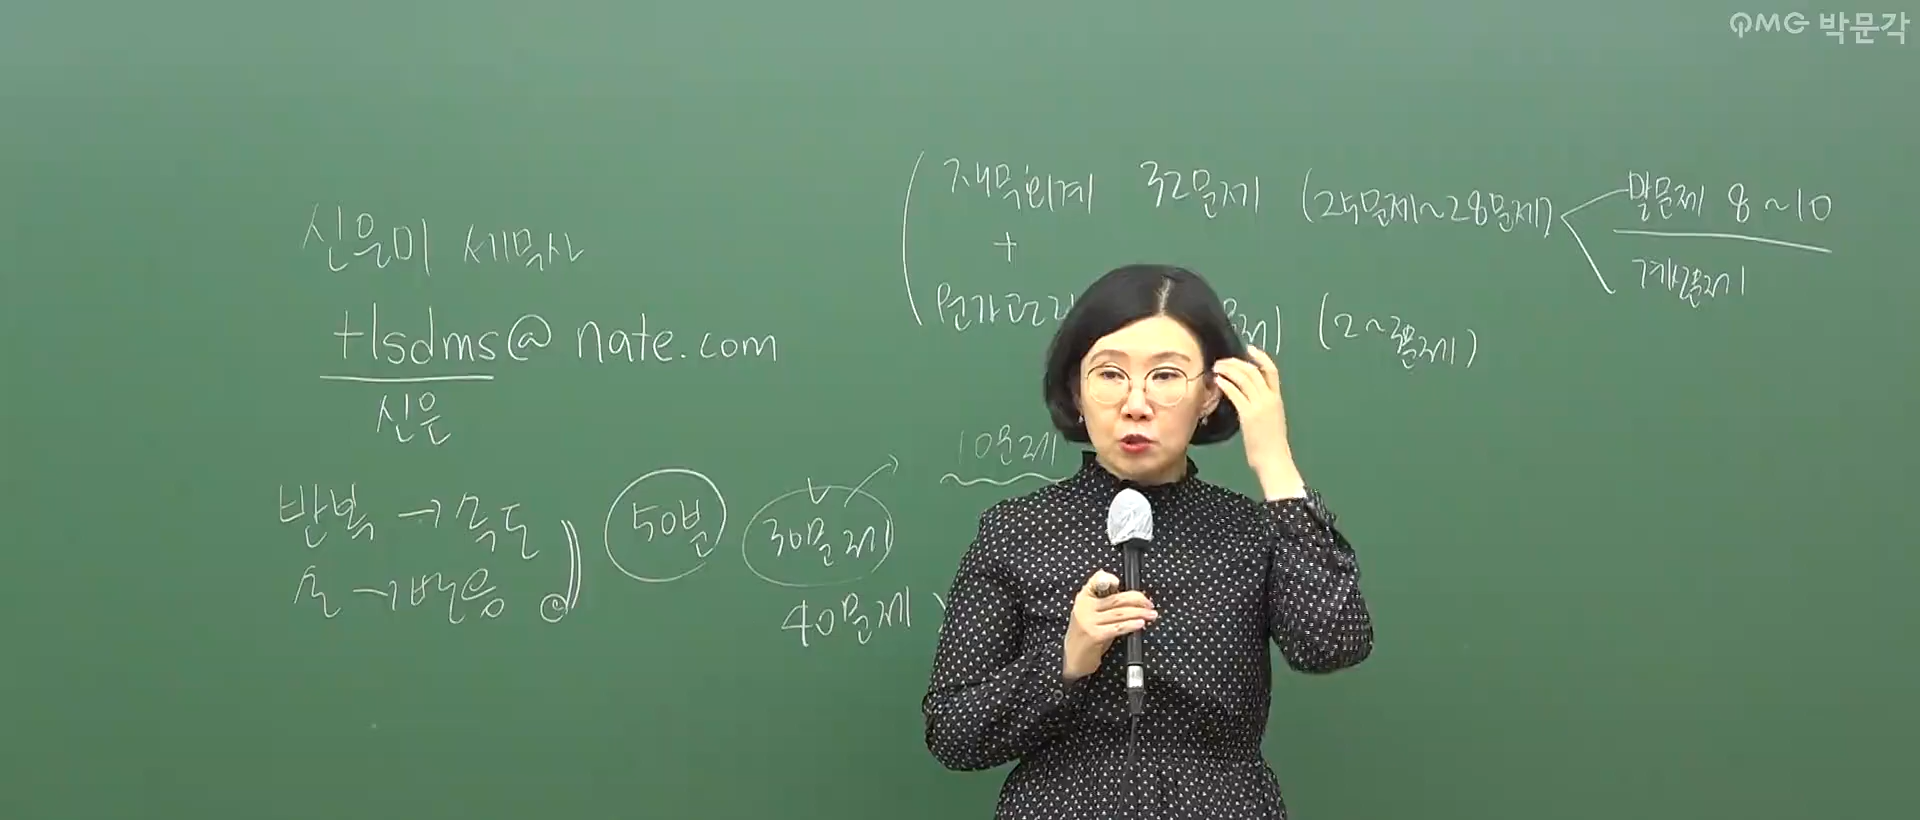 PMG 박문각
신은미 세무사
tlsdms@nate.com
신은
반복 → 속도
손 → 반응
50분
30문제
40문제
10문제
재무회계 32문제 (25문제~28문제)
+
원가관리 (2~3문제)
말문제 8~10
계산문제